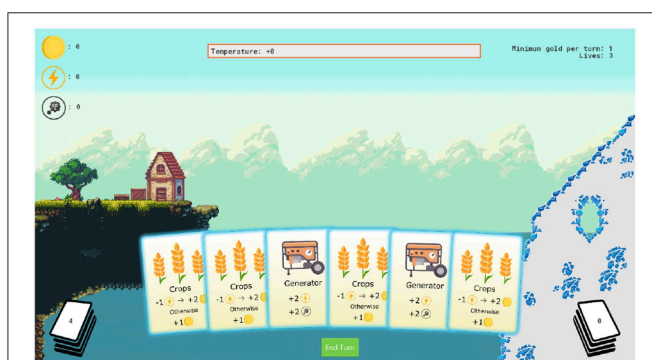 : 0
: 0
: 0
Temperature: +0
Minimum gold per turn: 1
Lives: 3
Crops
-1 → +2
Otherwise
+1
Crops
-1 → +2
Otherwise
+1
Generator
+2
+2
Crops
-1 → +2
Otherwise
+1
Generator
+2
+2
Crops
-1 → +2
Otherwise
+1
4
0
End Turn